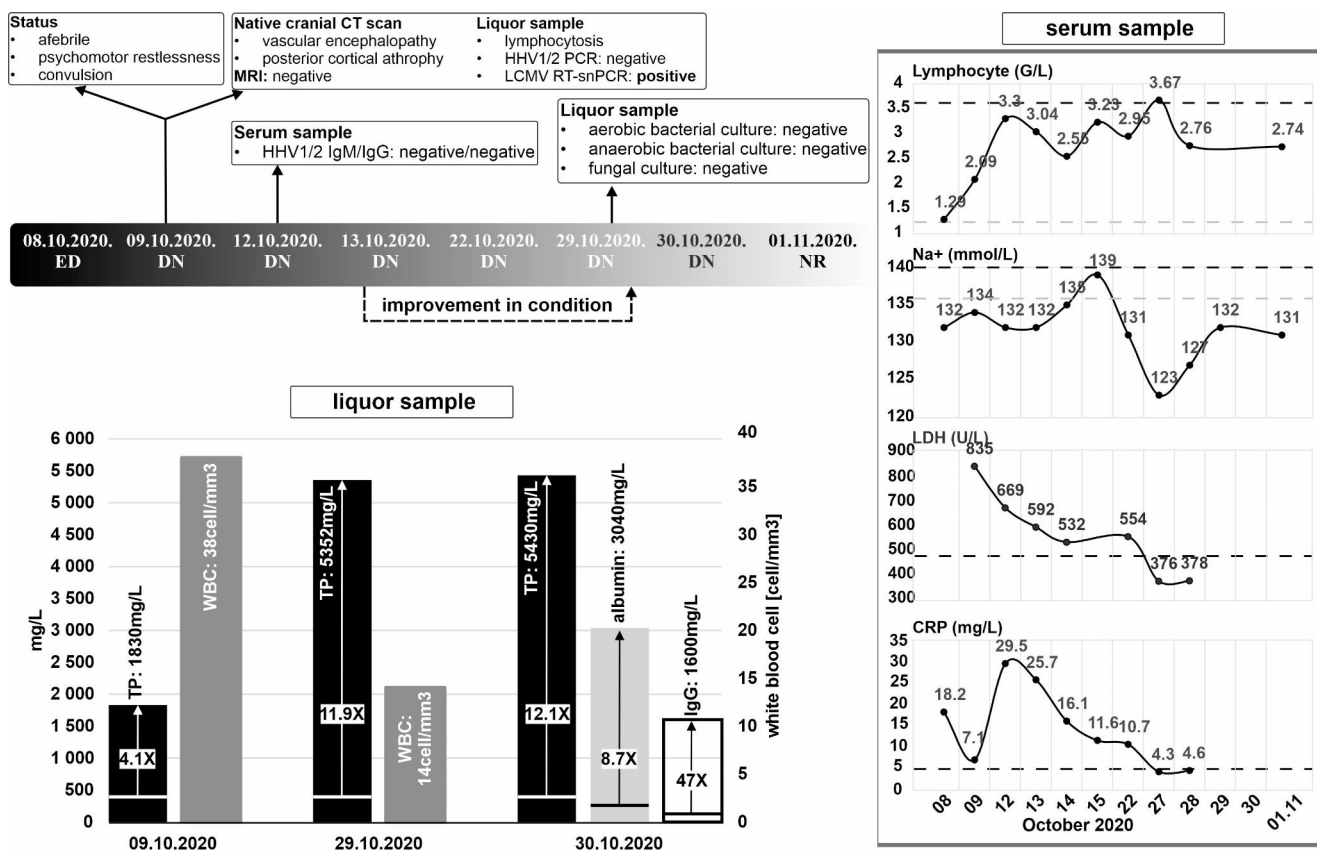 Status
• afebrile
• psychomotor restlessness
• convulsion
Native cranial CT scan
• vascular encephalopathy
• posterior cortical atrophy
MRI: negative
Liquor sample
• lymphocytosis
• HHV1/2 PCR: negative
• LCMV RT-snPCR: positive
Serum sample
• HHV1/2 IgM/IgG: negative/negative
Liquor sample
• aerobic bacterial culture: negative
• anaerobic bacterial culture: negative
• fungal culture: negative
08.10.2020. 09.10.2020. 12.10.2020. 13.10.2020. 22.10.2020. 29.10.2020. 30.10.2020. 01.11.2020.
ED DN DN DN DN DN DN NR
improvement in condition
liquor sample
mg/L
6 000
5 500
5 000
4 500
4 000
3 500
3 000
2 500
2 000
1 500
1 000
500
0
TP: 1830mg/L
4.1X
WBC: 38cell/mm3
TP: 5352mg/L
11.9X
WBC:
14cell/mm3
TP: 5430mg/L
12.1X
albumin: 3040mg/L
8.7X
IgG: 1600mg/L
47X
40
35
30
25
20
15
10
5
0
white blood cell [cell/mm3]
09.10.2020 29.10.2020 30.10.2020
serum sample
Lymphocyte (G/L)
4
3.5
3
2.5
2
1.5
1
1.29 2.09 3.3 3.04 2.55 3.23 2.95 3.67 2.76 2.74
Na+ (mmol/L)
140
135
130
125
120
132 134 132 132 135 139 131 123 127 132 131
LDH (U/L)
900
800
700
600
500
400
300
835 669 592 532 554 376 378
CRP (mg/L)
35
30
25
20
15
10
5
0
18.2 7.1 29.5 25.7 16.1 11.6 10.7 4.3 4.6
08 09 12 13 14 15 22 27 28 29 30 01.11
October 2020